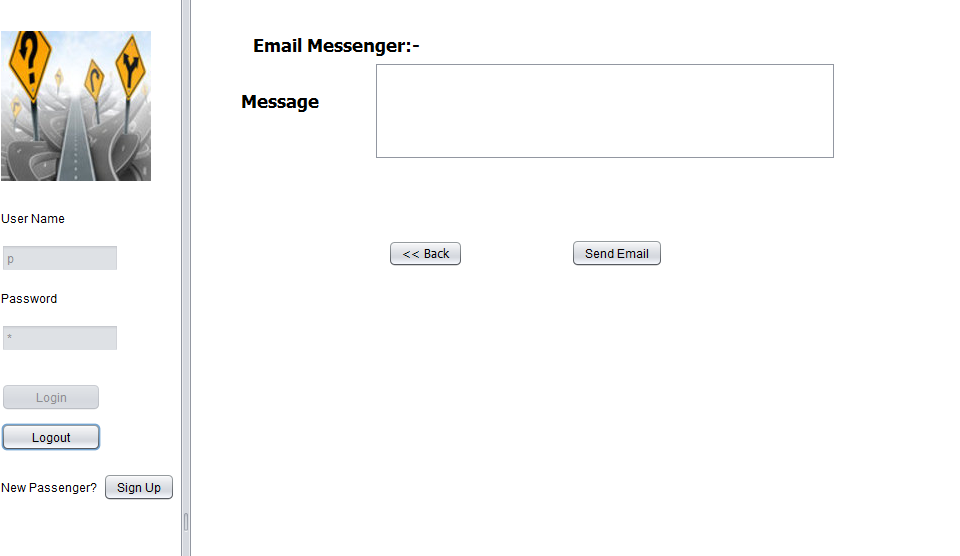 User Name
p
Password
*
Login
Logout
New Passenger? Sign Up
Email Messenger:-
Message
<< Back
Send Email